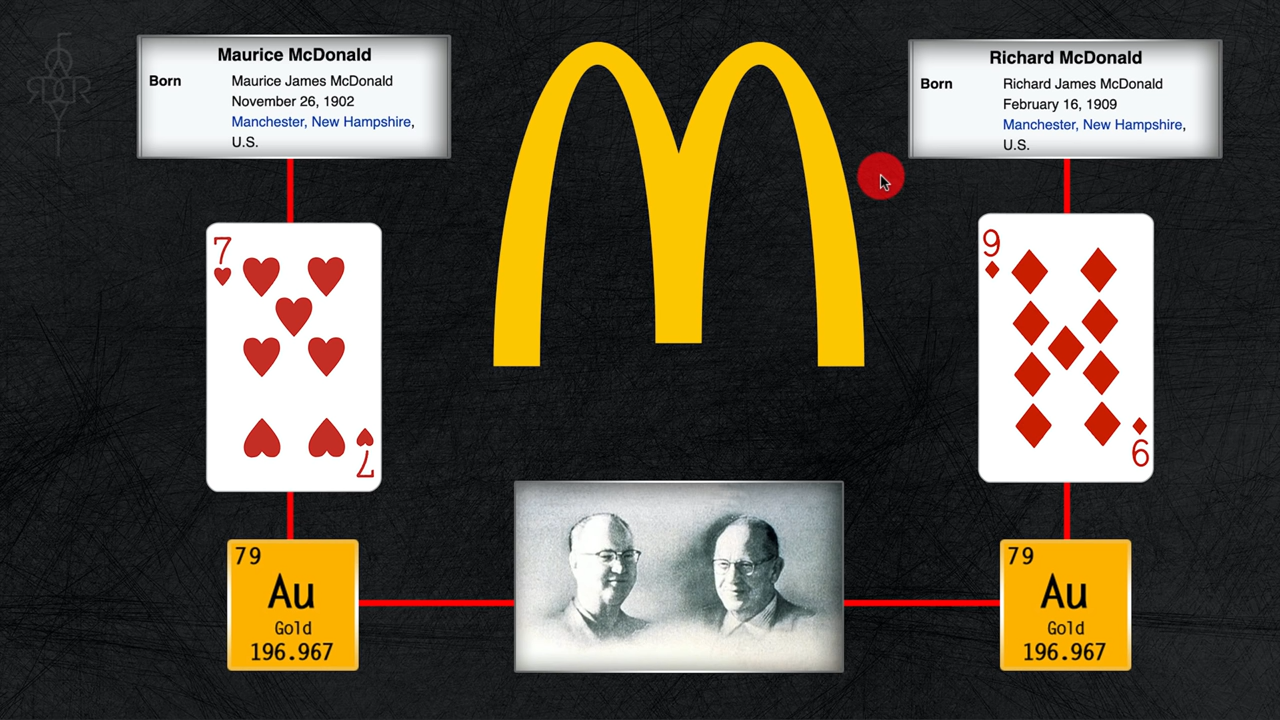 Maurice McDonald
Born Maurice James McDonald
November 26, 1902
Manchester, New Hampshire,
U.S.
Richard McDonald
Born Richard James McDonald
February 16, 1909
Manchester, New Hampshire,
U.S.
7
7
9
9
79
Au
Gold
196.967
79
Au
Gold
196.967